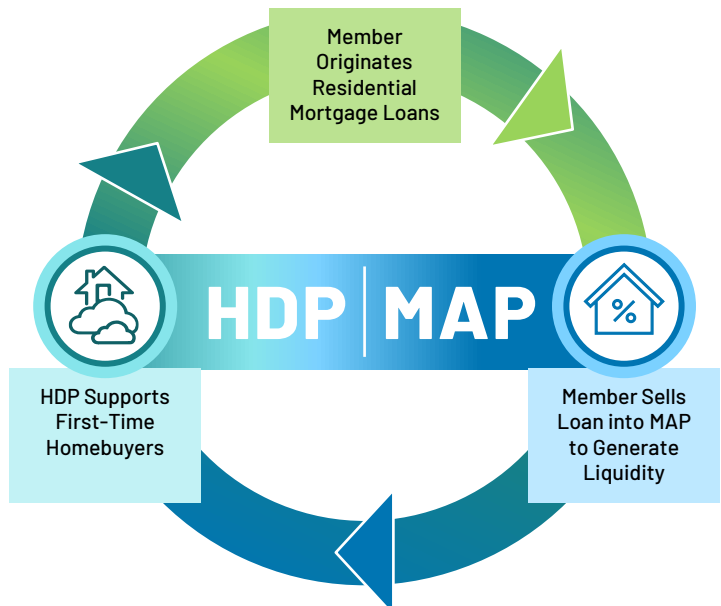 Member
Originates
Residential
Mortgage Loans
HDP | MAP
%
HDP Supports
First-Time
Homebuyers
Member Sells
Loan into MAP
to Generate
Liquidity